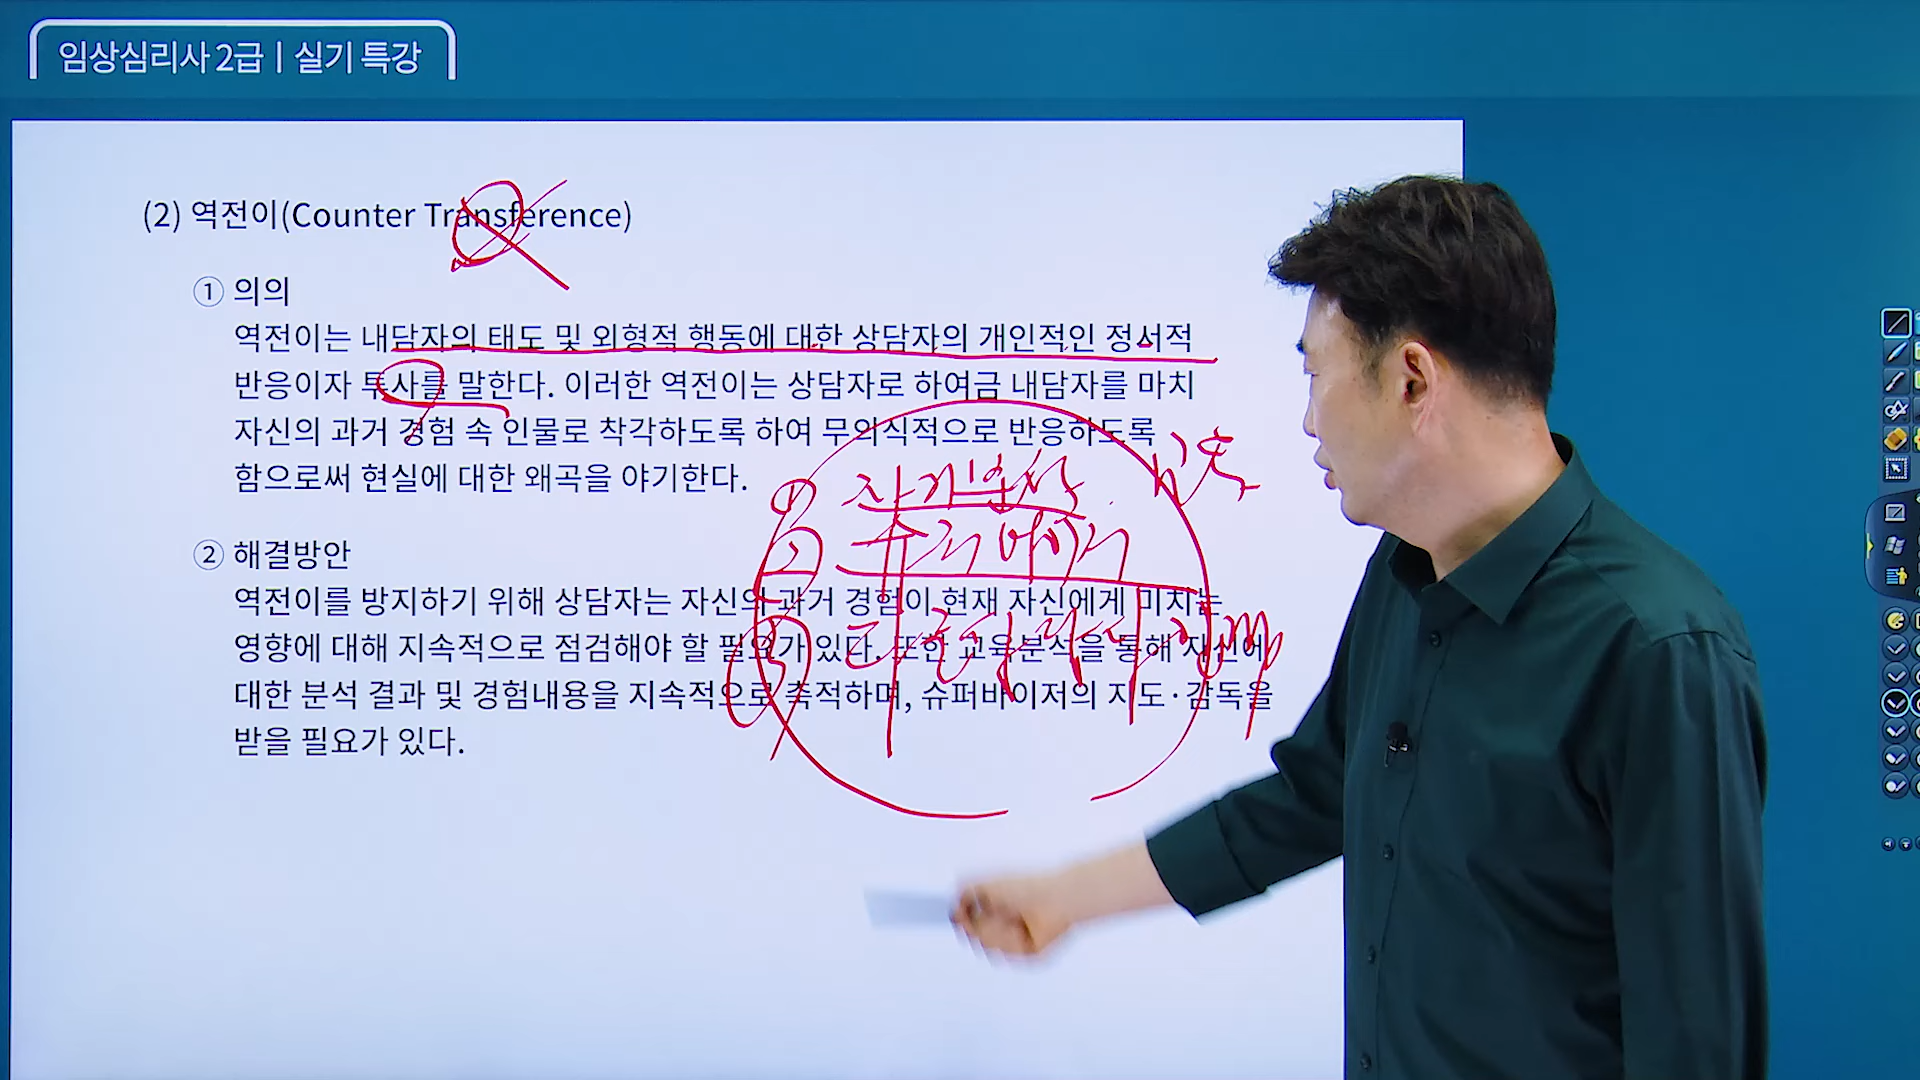 임상심리사 2급 | 실기 특강
(2) 역전이(Counter Transference)
① 의의
역전이는 내담자의 태도 및 외형적 행동에 대한 상담자의 개인적인 정서적
반응이자 투사를 말한다. 이러한 역전이는 상담자로 하여금 내담자를 마치
자신의 과거 경험 속 인물로 착각하도록 하여 무의식적으로 반응하도록
함으로써 현실에 대한 왜곡을 야기한다.
① 자기분석
② 슈퍼바이저
③
② 해결방안
역전이를 방지하기 위해 상담자는 자신의 과거 경험이 현재 자신에게 미치는
영향에 대해 지속적으로 점검해야 할 필요가 있다. 또한 교육분석을 통해 자신에
대한 분석 결과 및 경험내용을 지속적으로 축적하며, 슈퍼바이저의 지도·감독을
받을 필요가 있다.